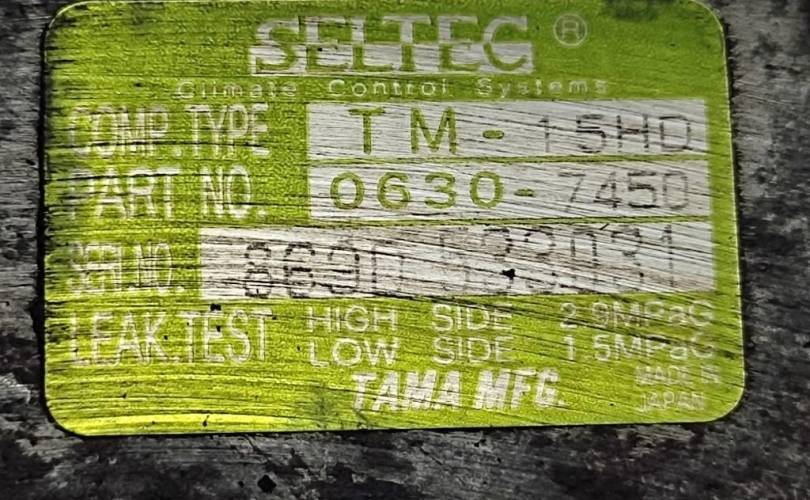 SELTEC ®
Climate Control Systems
COMP.TYPE TM-15HD
PART NO. 0630-7450
SERI.NO.
LEAK.TEST HIGH SIDE 2.9MPaG
LOW SIDE 1.5MPaG
TAMA MFG.
MADE IN
JAPAN